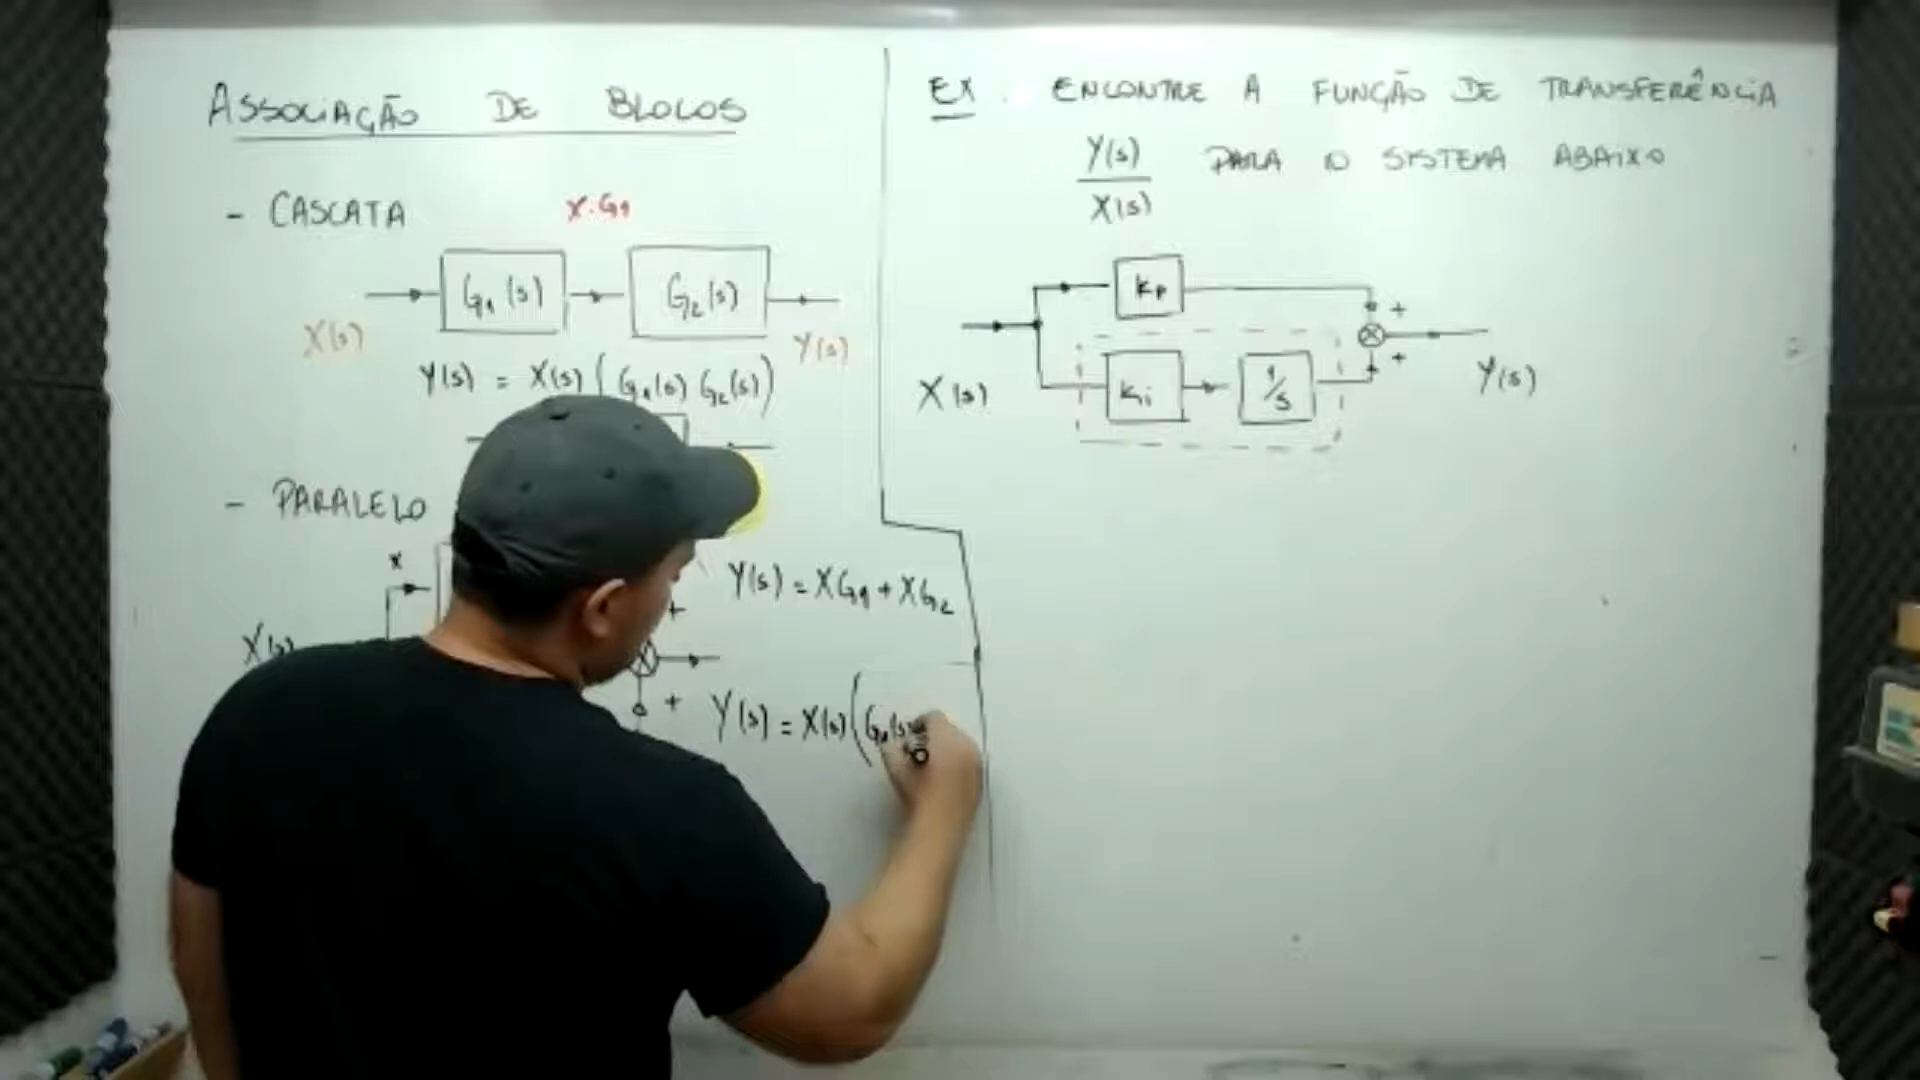 ASSOCIAÇÃO DE BLOCOS
- CASCATA
X.G1
G1(s)
G2(s)
X(s)
Y(s)
Y(s) = X(s) ( G1(s) G2(s) )
- PARALELO
x
X(s)
+
+
Y(s) = XG1 + XG2
Y(s) = X(s) ( G1(s)
EX. ENCONTRE A FUNÇÃO DE TRANSFERÊNCIA
Y(s)
X(s)
PARA O SISTEMA ABAIXO
kp
+
+
X(s)
ki
1/s
Y(s)